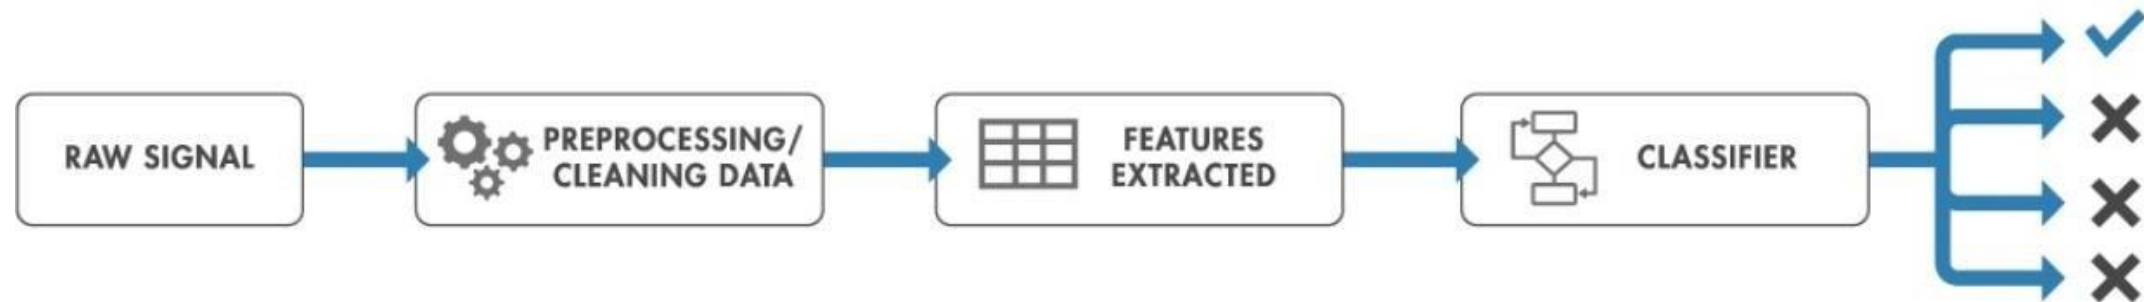 RAW SIGNAL
PREPROCESSING/
CLEANING DATA
FEATURES
EXTRACTED
CLASSIFIER